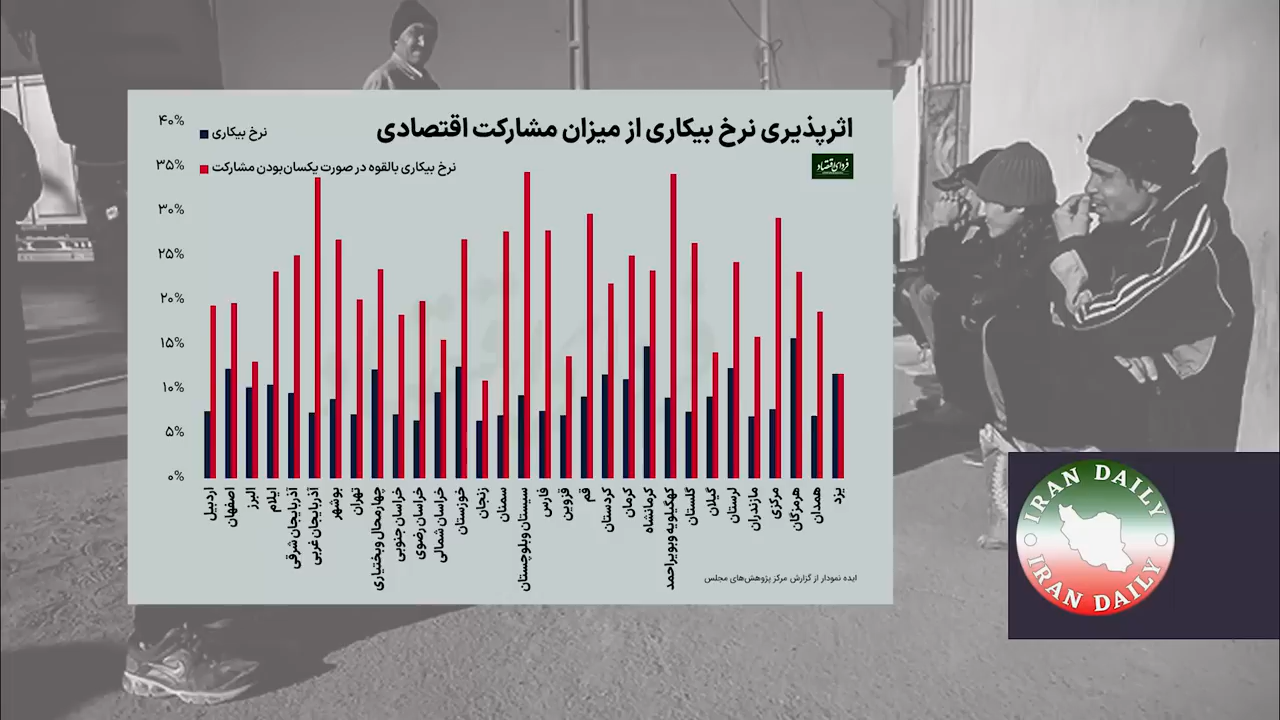 اثرپذیری نرخ بیکاری از میزان مشارکت اقتصادی
فردای اقتصاد
نرخ بیکاری
نرخ بیکاری بالقوه در صورت یکسان‌بودن مشارکت
۴۰%
۳۵%
۳۰%
۲۵%
۲۰%
۱۵%
۱۰%
۵%
۰%
اردبیل
اصفهان
البرز
ایلام
آذربایجان شرقی
آذربایجان غربی
بوشهر
تهران
چهارمحال وبختیاری
خراسان جنوبی
خراسان رضوی
خراسان شمالی
خوزستان
زنجان
سمنان
سیستان وبلوچستان
فارس
قزوین
قم
کردستان
کرمان
کرمانشاه
کهگیلویه وبویراحمد
گلستان
گیلان
لرستان
مازندران
مرکزی
هرمزگان
همدان
یزد
ایده نمودار از گزارش مرکز پژوهش‌های مجلس
IRAN DAILY
IRAN DAILY